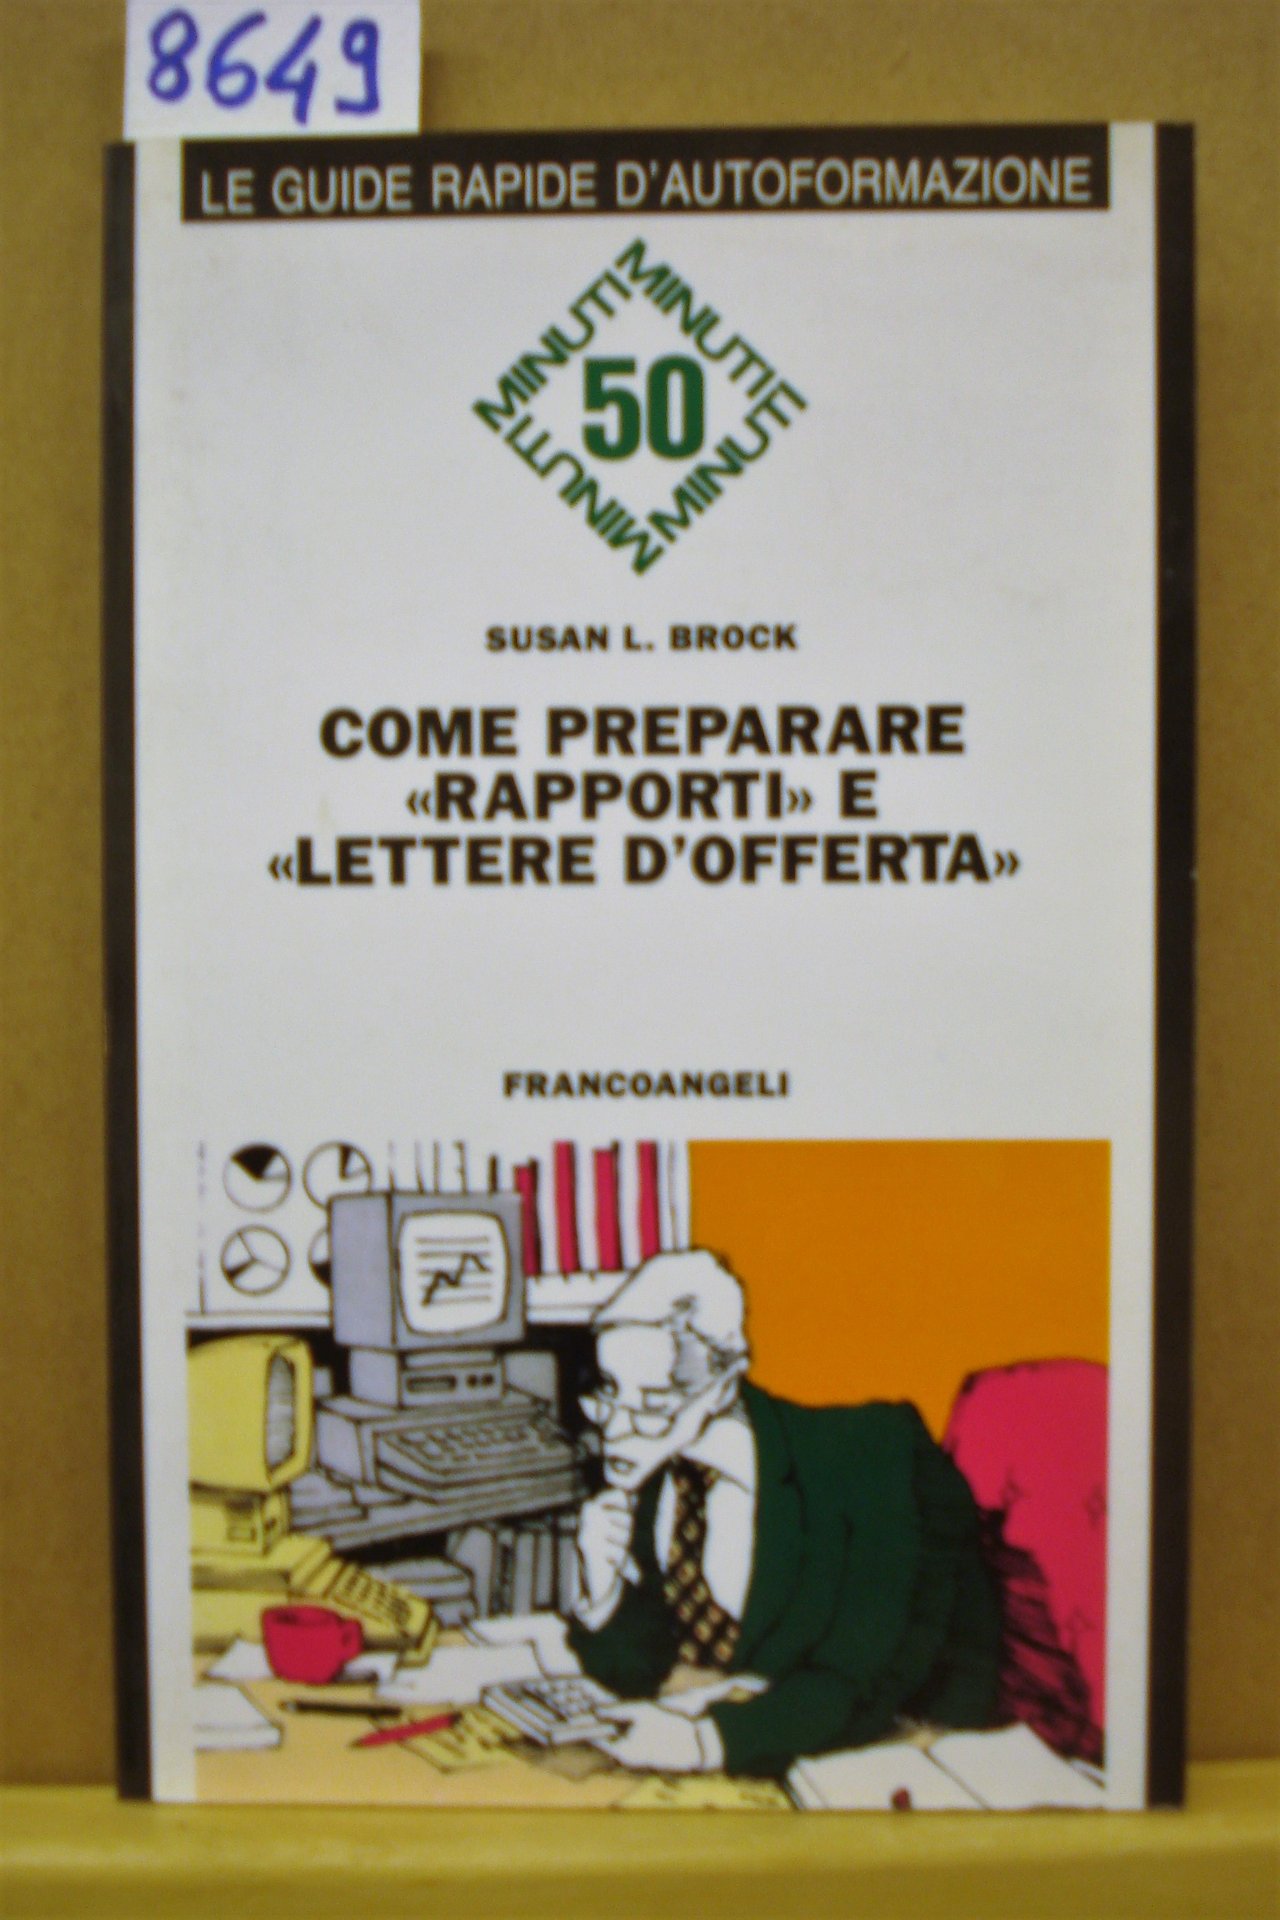 8649
LE GUIDE RAPIDE D'AUTOFORMAZIONE
MINUTI
MINUTI
50
MINUTI
MINUTI
SUSAN L. BROCK
COME PREPARARE
«RAPPORTI» E
«LETTERE D'OFFERTA»
FRANCOANGELI